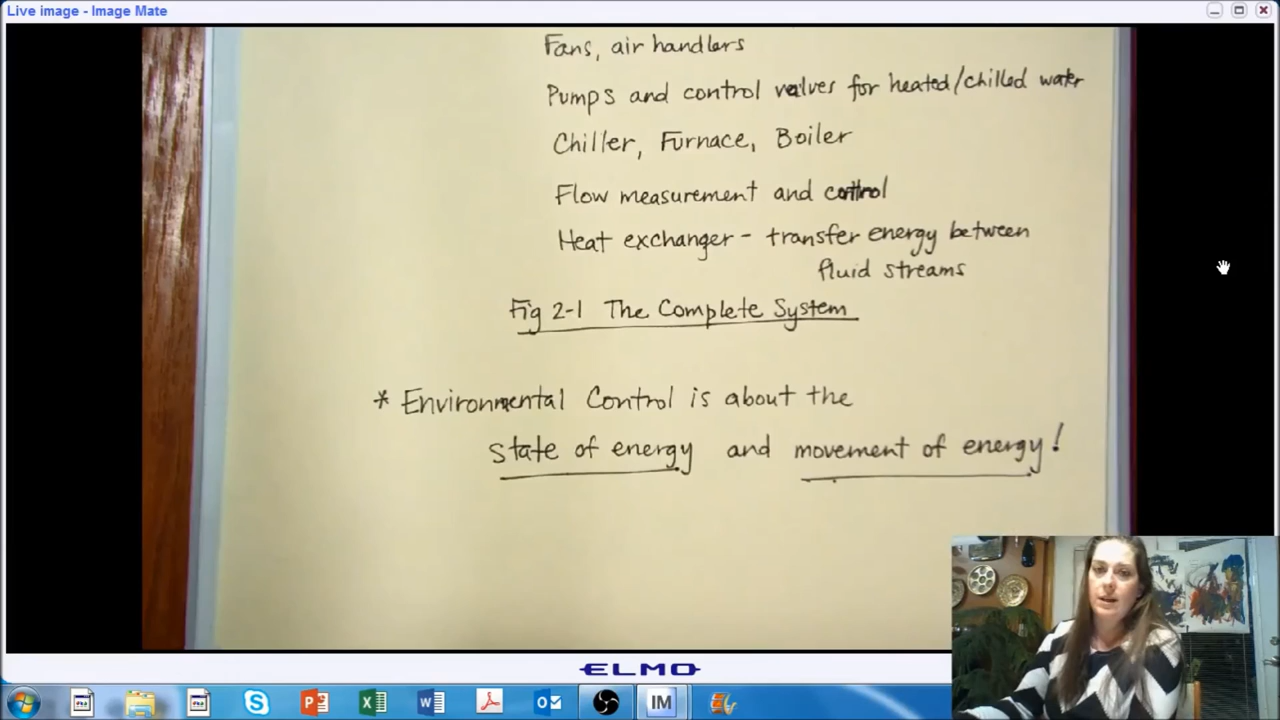 Live image - Image Mate
Fans, air handlers
Pumps and control valves for heated/chilled water
Chiller, Furnace, Boiler
Flow measurement and control
Heat exchanger - transfer energy between
fluid streams
Fig 2-1 The Complete System
* Environmental Control is about the
state of energy and movement of energy!
ELMO
IM